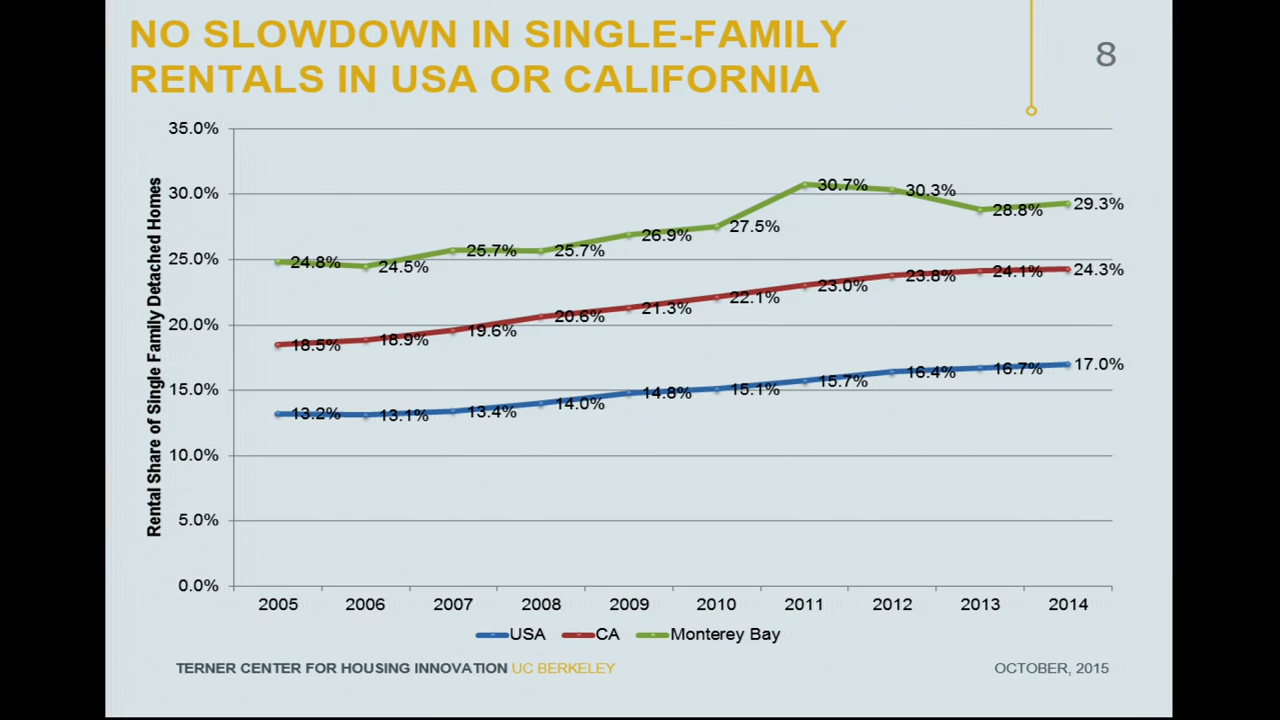 NO SLOWDOWN IN SINGLE-FAMILY
RENTALS IN USA OR CALIFORNIA
8
Rental Share of Single Family Detached Homes
35.0%
30.0%
25.0%
20.0%
15.0%
10.0%
5.0%
0.0%
24.8% 24.5% 25.7% 25.7% 26.9% 27.5% 30.7% 30.3% 28.8% 29.3%
18.5% 18.9% 19.6% 20.6% 21.3% 22.1% 23.0% 23.8% 24.1% 24.3%
13.2% 13.1% 13.4% 14.0% 14.8% 15.1% 15.7% 16.4% 16.7% 17.0%
2005 2006 2007 2008 2009 2010 2011 2012 2013 2014
USA CA Monterey Bay
TERNER CENTER FOR HOUSING INNOVATION UC BERKELEY
OCTOBER, 2015